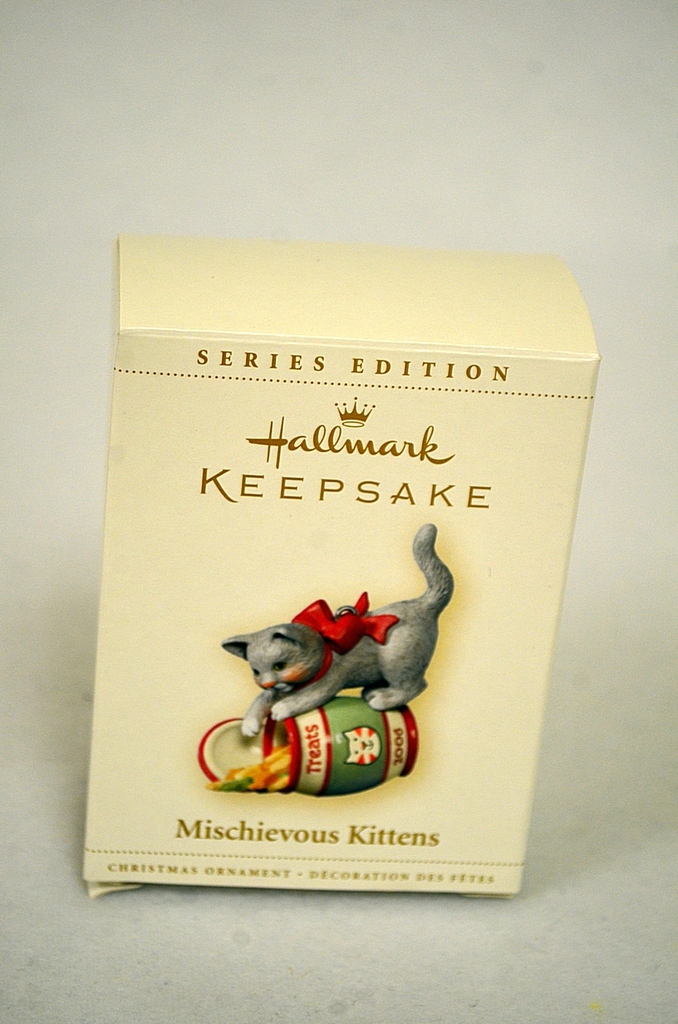 SERIES EDITION
Hallmark
KEEPSAKE
Treats
2006
Mischievous Kittens
CHRISTMAS ORNAMENT - DÉCORATION DES FÊTES